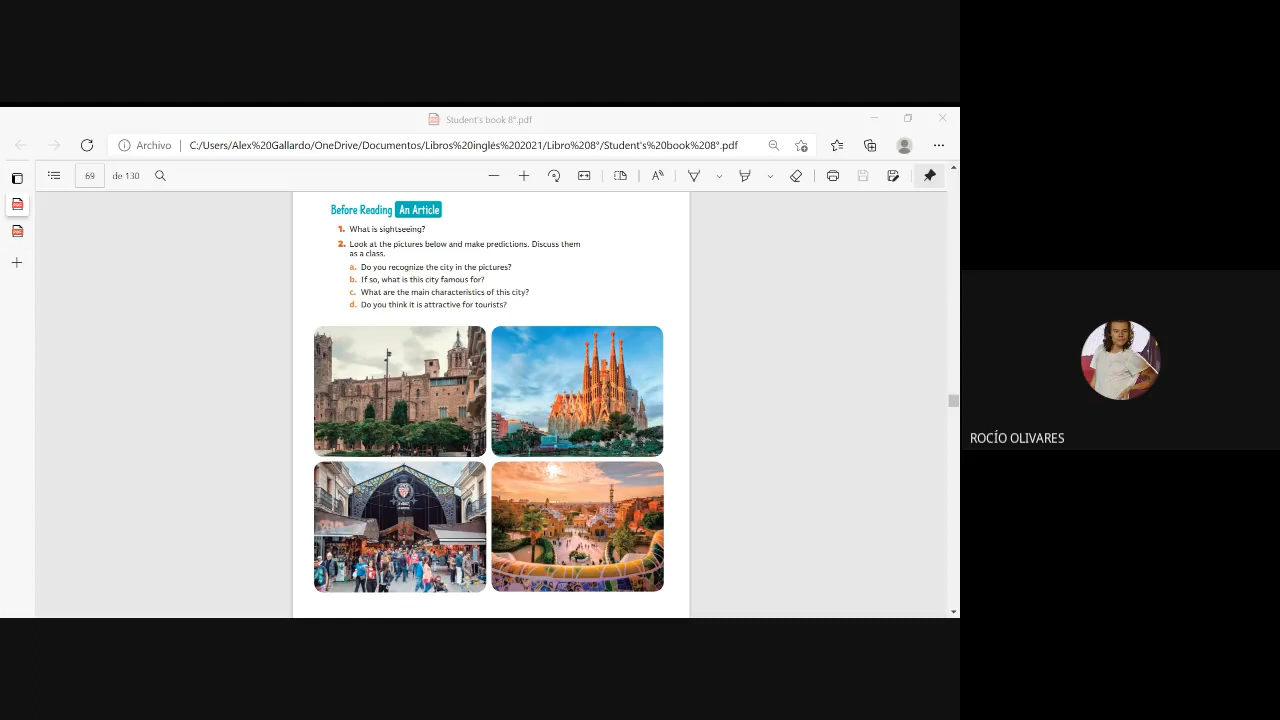 Student's book 8°.pdf
Archivo | C:/Users/Alex%20Gallardo/OneDrive/Documentos/Libros%20inglés%202021/Libro%208°/Student's%20book%208°.pdf
69 de 130
Before Reading An Article
1. What is sightseeing?
2. Look at the pictures below and make predictions. Discuss them
as a class.
a. Do you recognize the city in the pictures?
b. If so, what is this city famous for?
c. What are the main characteristics of this city?
d. Do you think it is attractive for tourists?
ROCÍO OLIVARES